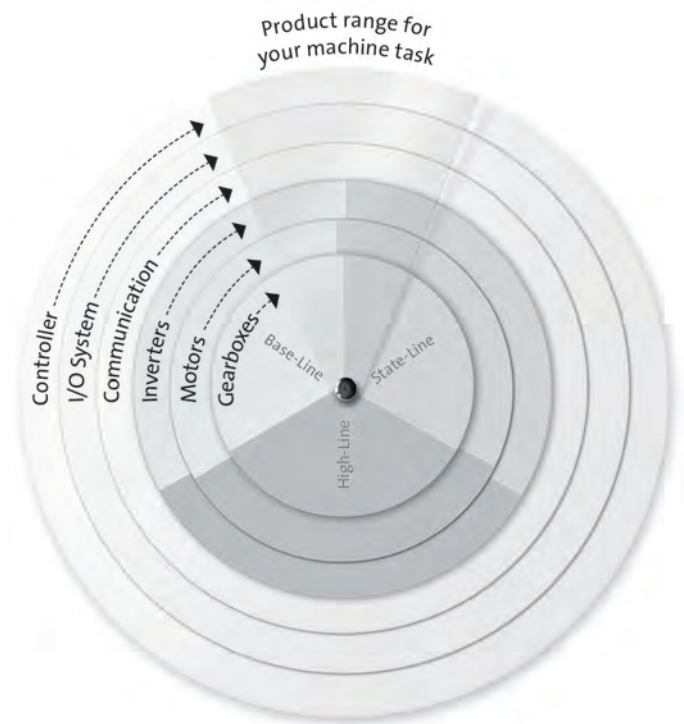 Product range for
your machine task
Controller
I/O System
Communication
Inverters
Motors
Gearboxes
Base-Line
State-Line
High-Line